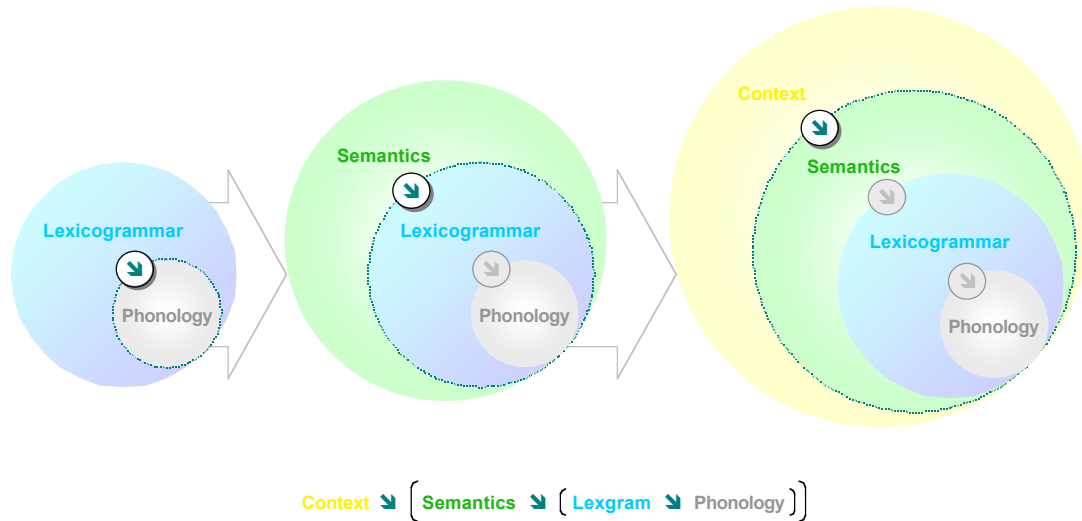 Lexicogrammar
Phonology
Semantics
Lexicogrammar
Phonology
Context
Semantics
Lexicogrammar
Phonology
Context ➘ ( Semantics ➘ ( Lexgram ➘ Phonology ) )